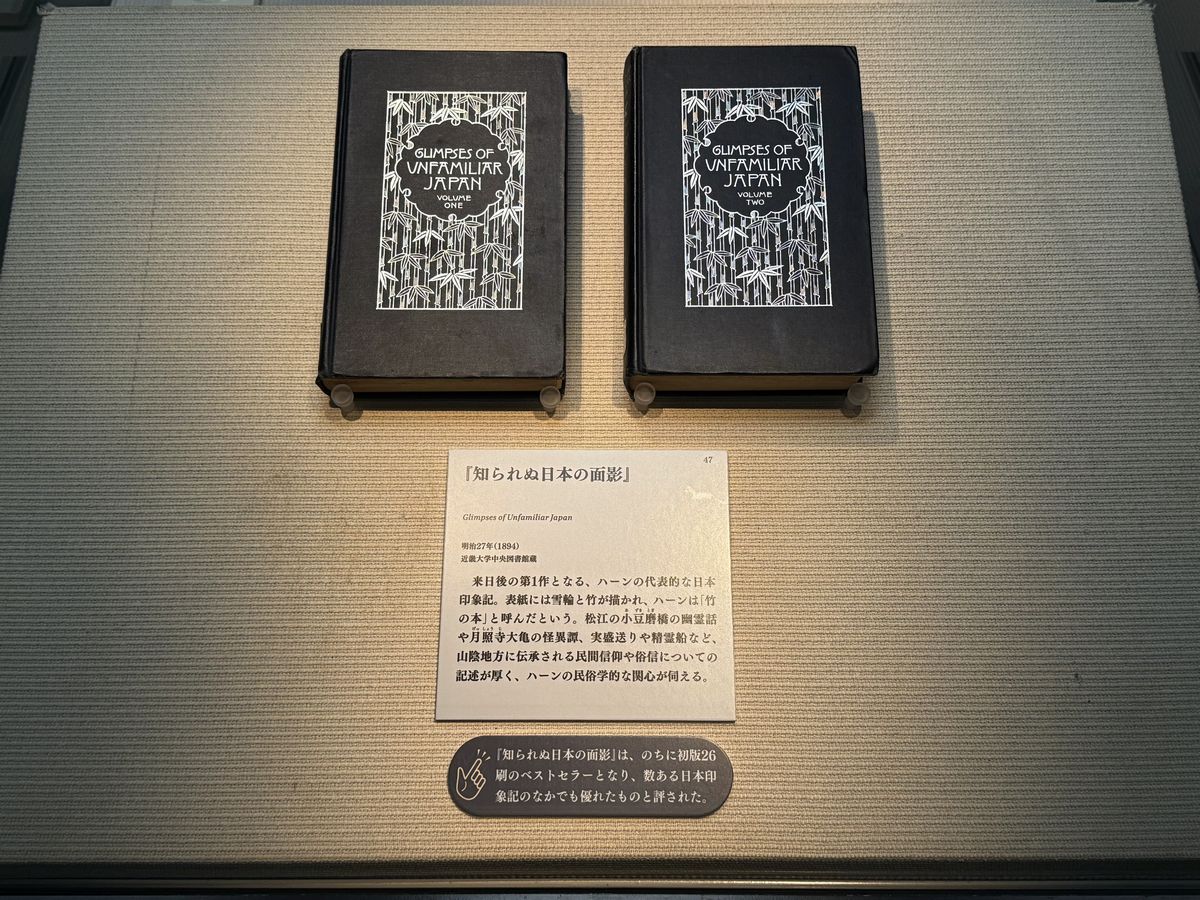 GLIMPSES OF
UNFAMILIAR
JAPAN
VOLUME
ONE
GLIMPSES OF
UNFAMILIAR
JAPAN
VOLUME
TWO
47
『知られぬ日本の面影』
Glimpses of Unfamiliar Japan
明治27年(1894)
近畿大学中央図書館蔵
来日後の第1作となる、ハーンの代表的な日本
印象記。表紙には雪輪と竹が描かれ、ハーンは「竹
の本」と呼んだという。松江の小豆磨橋の幽霊話
や月照寺大亀の怪異譚、実盛送りや精霊船など、
山陰地方に伝承される民間信仰や俗信についての
記述が厚く、ハーンの民俗学的な関心が伺える。
『知られぬ日本の面影』は、のちに初版26
刷のベストセラーとなり、数ある日本印
象記のなかでも優れたものと評された。